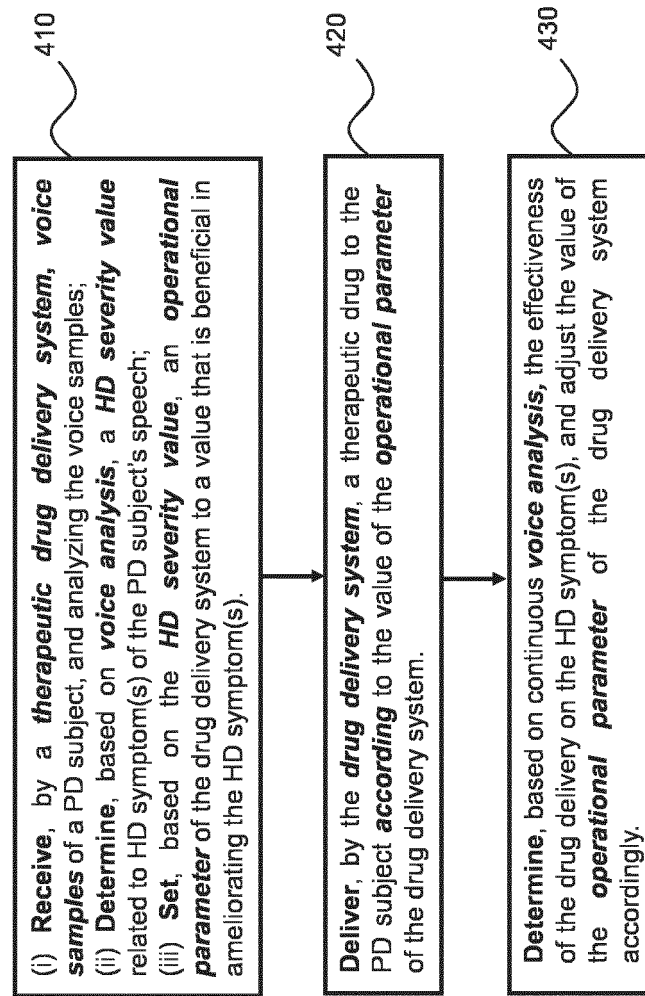 (i) Receive, by a therapeutic drug delivery system, voice
samples of a PD subject, and analyzing the voice samples;
(ii) Determine, based on voice analysis, a HD severity value
related to HD symptom(s) of the PD subject's speech;
(iii) Set, based on the HD severity value, an operational
parameter of the drug delivery system to a value that is beneficial in
ameliorating the HD symptom(s).
410
Deliver, by the drug delivery system, a therapeutic drug to the
PD subject according to the value of the operational parameter
of the drug delivery system.
420
Determine, based on continuous voice analysis, the effectiveness
of the drug delivery on the HD symptom(s), and adjust the value of
the operational parameter of the drug delivery system
accordingly.
430